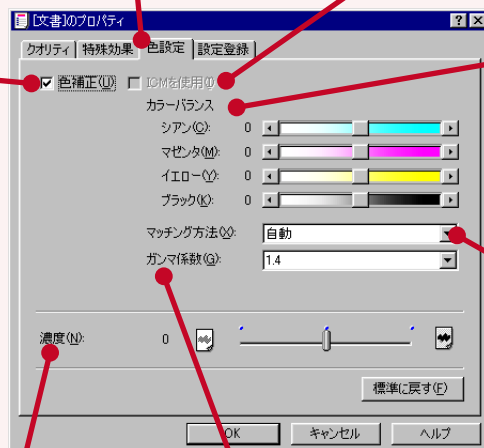 [文書]のプロパティ
クオリティ 特殊効果 色設定 設定登録
色補正(U) ICMを使用(I)
カラーバランス
シアン(C): 0
マゼンタ(M): 0
イエロー(Y): 0
ブラック(K): 0
マッチング方法(X): 自動
ガンマ係数(G): 1.4
濃度(N): 0
標準に戻す(F)
OK キャンセル ヘルプ